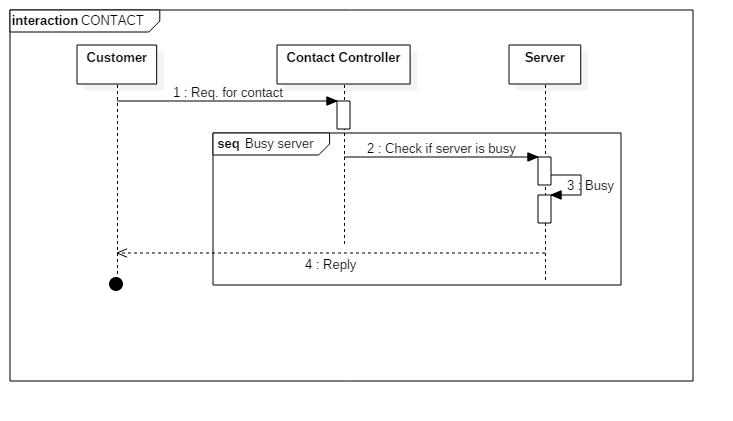 interaction CONTACT
Customer
Contact Controller
Server
1 : Req. for contact
seq Busy server
2 : Check if server is busy
3 : Busy
4 : Reply